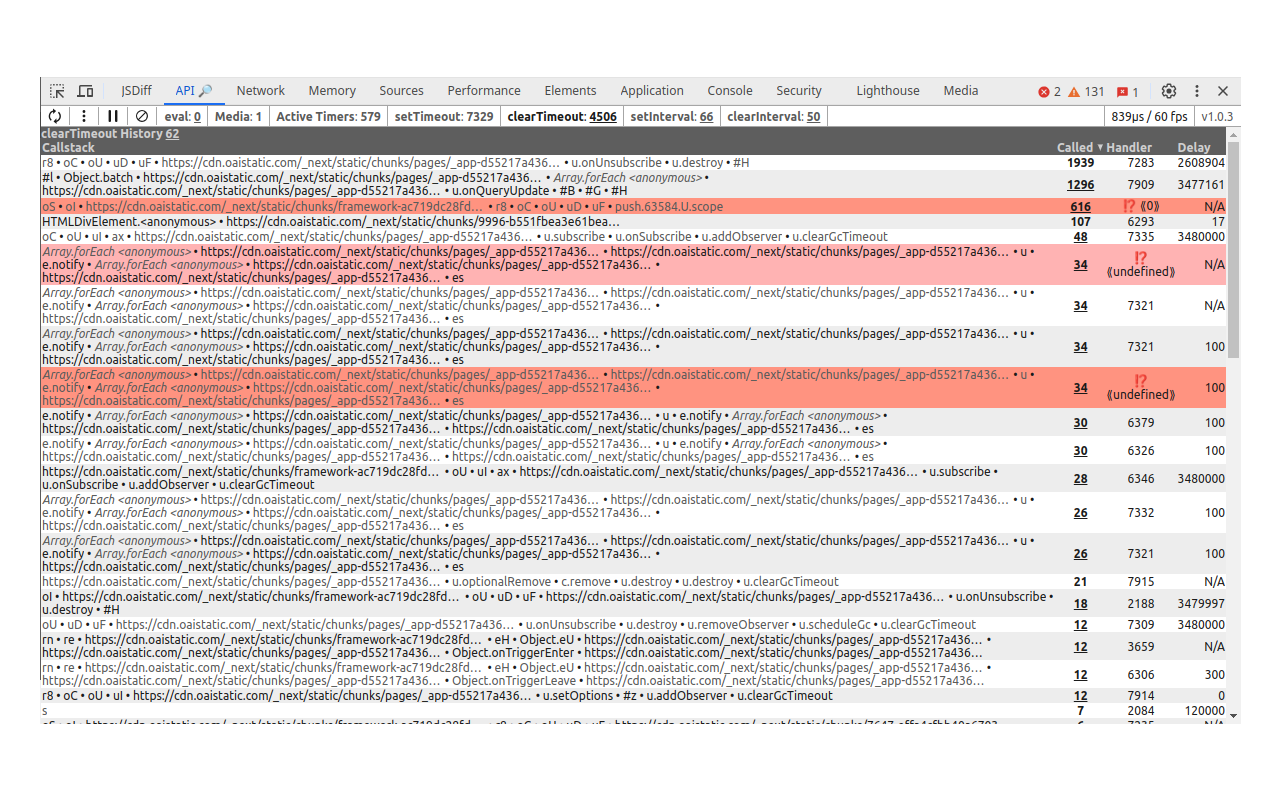 JSDiff API Network Memory Sources Performance Elements Application Console Security Lighthouse Media 2 131 1
eval: 0 Media: 1 Active Timers: 579 setTimeout: 7329 clearTimeout: 4506 setInterval: 66 clearInterval: 50 839μs / 60 fps v1.0.3
clearTimeout History 62
Callstack Called ▼ Handler Delay
r8 • oC • oU • uD • uF • https://cdn.oaistatic.com/_next/static/chunks/pages/_app-d55217a436… • u.onUnsubscribe • u.destroy • #H 1939 7283 2608904
#l • Object.batch • https://cdn.oaistatic.com/_next/static/chunks/pages/_app-d55217a436… • Array.forEach <anonymous> •
https://cdn.oaistatic.com/_next/static/chunks/pages/_app-d55217a436… • u.onQueryUpdate • #B • #G • #H 1296 7909 3477161
oS • oI • https://cdn.oaistatic.com/_next/static/chunks/framework-ac719dc28fd… • r8 • oC • oU • uD • uF • push.63584.U.scope 616 ⁉️ ⟪0⟫ N/A
HTMLDivElement.<anonymous> • https://cdn.oaistatic.com/_next/static/chunks/9996-b551fbea3e61bea… 107 6293 17
oC • oU • uI • ax • https://cdn.oaistatic.com/_next/static/chunks/pages/_app-d55217a436… • u.subscribe • u.onSubscribe • u.addObserver • u.clearGcTimeout 48 7335 3480000
Array.forEach <anonymous> • https://cdn.oaistatic.com/_next/static/chunks/pages/_app-d55217a436… • https://cdn.oaistatic.com/_next/static/chunks/pages/_app-d55217a436… • u •
e.notify • Array.forEach <anonymous> • https://cdn.oaistatic.com/_next/static/chunks/pages/_app-d55217a436… •
https://cdn.oaistatic.com/_next/static/chunks/pages/_app-d55217a436… • es 34 ⁉️ ⟪undefined⟫ N/A
Array.forEach <anonymous> • https://cdn.oaistatic.com/_next/static/chunks/pages/_app-d55217a436… • https://cdn.oaistatic.com/_next/static/chunks/pages/_app-d55217a436… • u •
e.notify • Array.forEach <anonymous> • https://cdn.oaistatic.com/_next/static/chunks/pages/_app-d55217a436… •
https://cdn.oaistatic.com/_next/static/chunks/pages/_app-d55217a436… • es 34 7321 N/A
Array.forEach <anonymous> • https://cdn.oaistatic.com/_next/static/chunks/pages/_app-d55217a436… • https://cdn.oaistatic.com/_next/static/chunks/pages/_app-d55217a436… • u •
e.notify • Array.forEach <anonymous> • https://cdn.oaistatic.com/_next/static/chunks/pages/_app-d55217a436… •
https://cdn.oaistatic.com/_next/static/chunks/pages/_app-d55217a436… • es 34 7321 100
Array.forEach <anonymous> • https://cdn.oaistatic.com/_next/static/chunks/pages/_app-d55217a436… • https://cdn.oaistatic.com/_next/static/chunks/pages/_app-d55217a436… • u •
e.notify • Array.forEach <anonymous> • https://cdn.oaistatic.com/_next/static/chunks/pages/_app-d55217a436… •
https://cdn.oaistatic.com/_next/static/chunks/pages/_app-d55217a436… • es 34 ⁉️ ⟪undefined⟫ 100
e.notify • Array.forEach <anonymous> • https://cdn.oaistatic.com/_next/static/chunks/pages/_app-d55217a436… • u • e.notify • Array.forEach <anonymous> •
https://cdn.oaistatic.com/_next/static/chunks/pages/_app-d55217a436… • https://cdn.oaistatic.com/_next/static/chunks/pages/_app-d55217a436… • es 30 6379 100
e.notify • Array.forEach <anonymous> • https://cdn.oaistatic.com/_next/static/chunks/pages/_app-d55217a436… • u • e.notify • Array.forEach <anonymous> •
https://cdn.oaistatic.com/_next/static/chunks/pages/_app-d55217a436… • https://cdn.oaistatic.com/_next/static/chunks/pages/_app-d55217a436… • es 30 6326 100
https://cdn.oaistatic.com/_next/static/chunks/framework-ac719dc28fd… • oU • uI • ax • https://cdn.oaistatic.com/_next/static/chunks/pages/_app-d55217a436… • u.subscribe •
u.onSubscribe • u.addObserver • u.clearGcTimeout 28 6346 3480000
Array.forEach <anonymous> • https://cdn.oaistatic.com/_next/static/chunks/pages/_app-d55217a436… • https://cdn.oaistatic.com/_next/static/chunks/pages/_app-d55217a436… • u •
e.notify • Array.forEach <anonymous> • https://cdn.oaistatic.com/_next/static/chunks/pages/_app-d55217a436… •
https://cdn.oaistatic.com/_next/static/chunks/pages/_app-d55217a436… • es 26 7332 100
Array.forEach <anonymous> • https://cdn.oaistatic.com/_next/static/chunks/pages/_app-d55217a436… • https://cdn.oaistatic.com/_next/static/chunks/pages/_app-d55217a436… • u •
e.notify • Array.forEach <anonymous> • https://cdn.oaistatic.com/_next/static/chunks/pages/_app-d55217a436… •
https://cdn.oaistatic.com/_next/static/chunks/pages/_app-d55217a436… • es 26 7321 100
https://cdn.oaistatic.com/_next/static/chunks/pages/_app-d55217a436… • u.optionalRemove • c.remove • u.destroy • u.destroy • u.clearGcTimeout 21 7915 N/A
oI • https://cdn.oaistatic.com/_next/static/chunks/framework-ac719dc28fd… • oU • uD • uF • https://cdn.oaistatic.com/_next/static/chunks/pages/_app-d55217a436… • u.onUnsubscribe •
u.destroy • #H 18 2188 3479997
oU • uD • uF • https://cdn.oaistatic.com/_next/static/chunks/pages/_app-d55217a436… • u.onUnsubscribe • u.destroy • u.removeObserver • u.scheduleGc • u.clearGcTimeout 12 7309 3480000
rn • re • https://cdn.oaistatic.com/_next/static/chunks/framework-ac719dc28fd… • eH • Object.eU • https://cdn.oaistatic.com/_next/static/chunks/pages/_app-d55217a436… •
https://cdn.oaistatic.com/_next/static/chunks/pages/_app-d55217a436… • Object.onTriggerEnter • https://cdn.oaistatic.com/_next/static/chunks/pages/_app-d55217a436… 12 3659 N/A
rn • re • https://cdn.oaistatic.com/_next/static/chunks/framework-ac719dc28fd… • eH • Object.eU • https://cdn.oaistatic.com/_next/static/chunks/pages/_app-d55217a436… •
https://cdn.oaistatic.com/_next/static/chunks/pages/_app-d55217a436… • Object.onTriggerLeave • https://cdn.oaistatic.com/_next/static/chunks/pages/_app-d55217a436… 12 6306 300
r8 • oC • oU • uI • https://cdn.oaistatic.com/_next/static/chunks/pages/_app-d55217a436… • u.setOptions • #z • u.addObserver • u.clearGcTimeout 12 7914 0
s 7 2084 120000